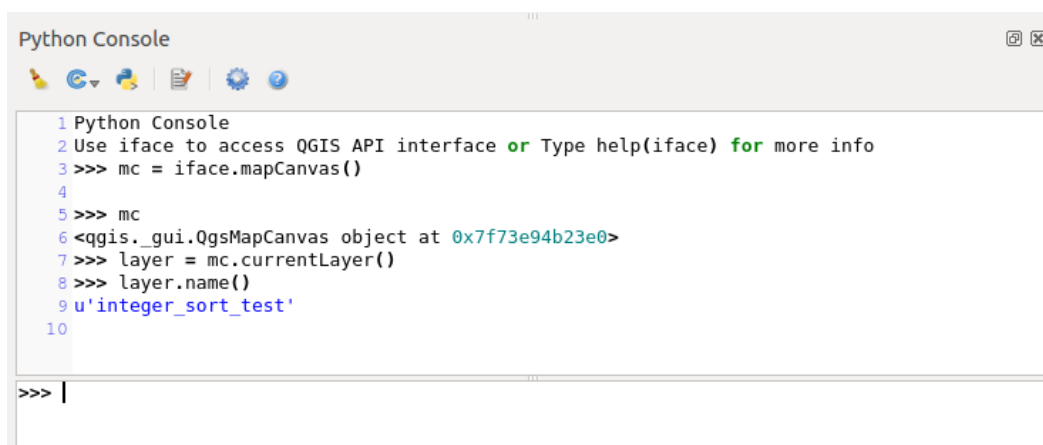 Python Console
1 Python Console
2 Use iface to access QGIS API interface or Type help(iface) for more info
3 >>> mc = iface.mapCanvas()
4
5 >>> mc
6 <qgis._gui.QgsMapCanvas object at 0x7f73e94b23e0>
7 >>> layer = mc.currentLayer()
8 >>> layer.name()
9 u'integer_sort_test'
10
>>>